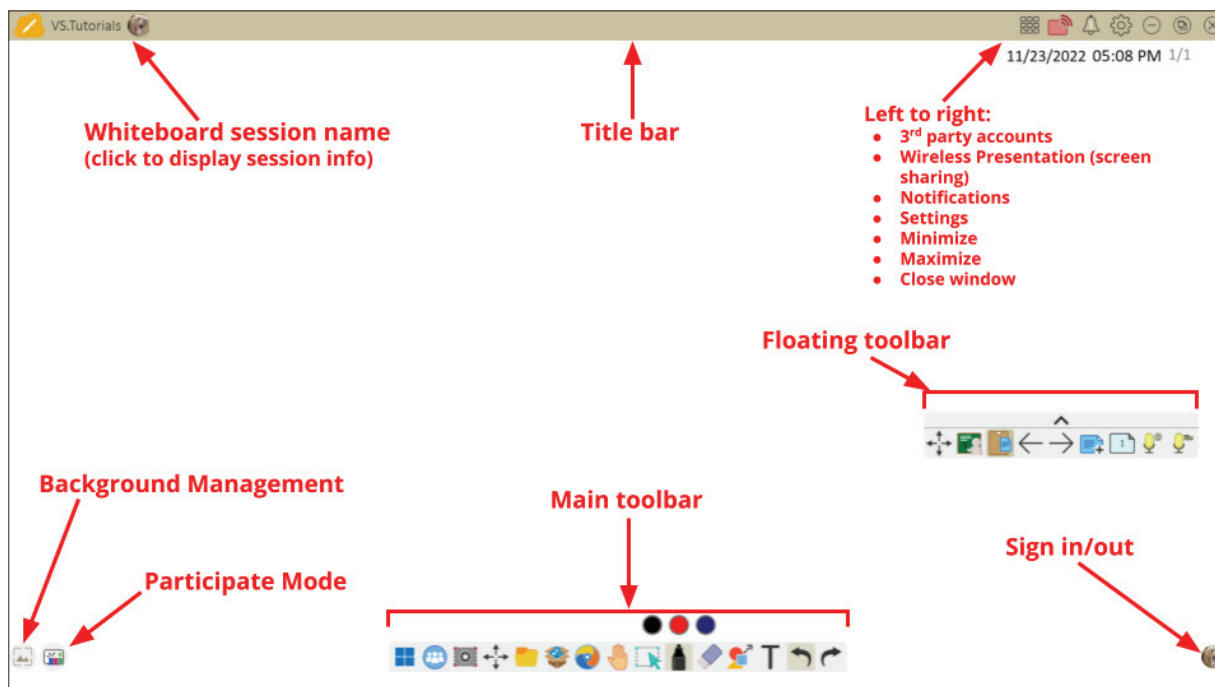 VS.Tutorials
11/23/2022 05:08 PM 1/1
Whiteboard session name
(click to display session info)
Title bar
Left to right:
● 3rd party accounts
● Wireless Presentation (screen
sharing)
● Notifications
● Settings
● Minimize
● Maximize
● Close window
Floating toolbar
1
Background Management
Main toolbar
Sign in/out
Participate Mode
T